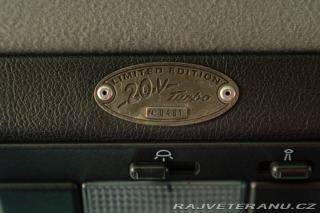 LIMITED EDITION
20V
Turbo
RAJVETERANU.CZ